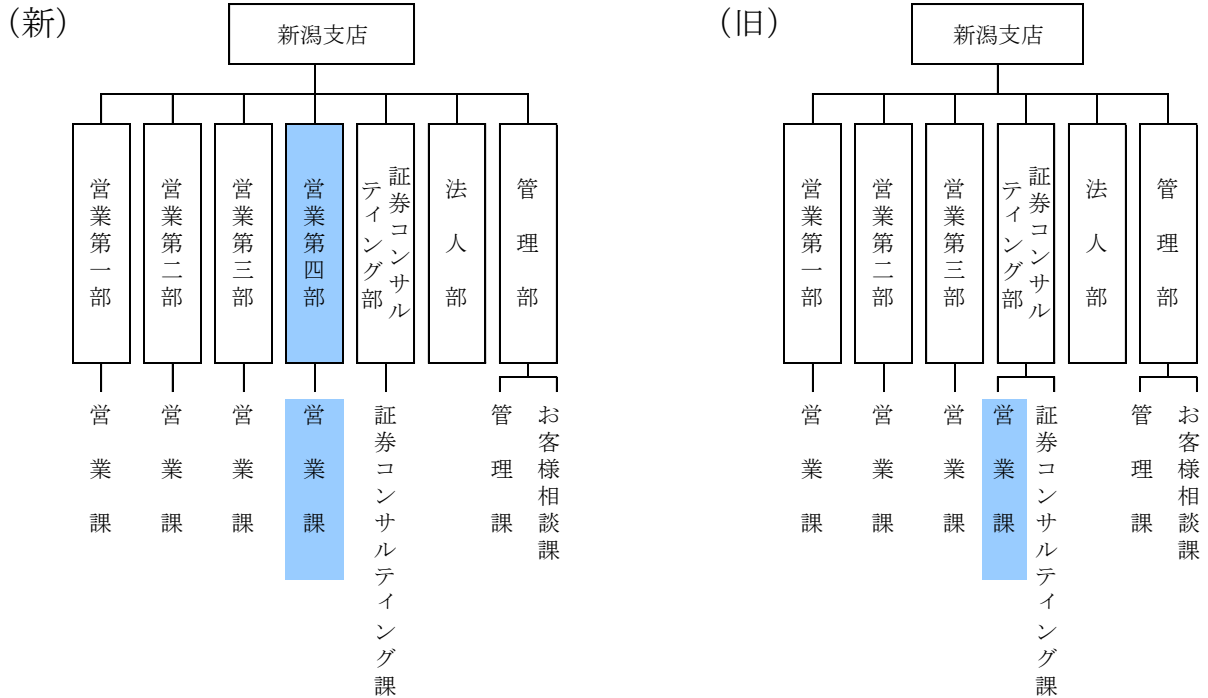 （新）
新潟支店
営業第一部
営業第二部
営業第三部
営業第四部
証券コンサル
ティング部
法人部
管理部
営業課
営業課
営業課
営業課
証券コンサルティング課
管理課
お客様相談課
（旧）
新潟支店
営業第一部
営業第二部
営業第三部
証券コンサル
ティング部
法人部
管理部
営業課
営業課
営業課
営業課
証券コンサルティング課
管理課
お客様相談課